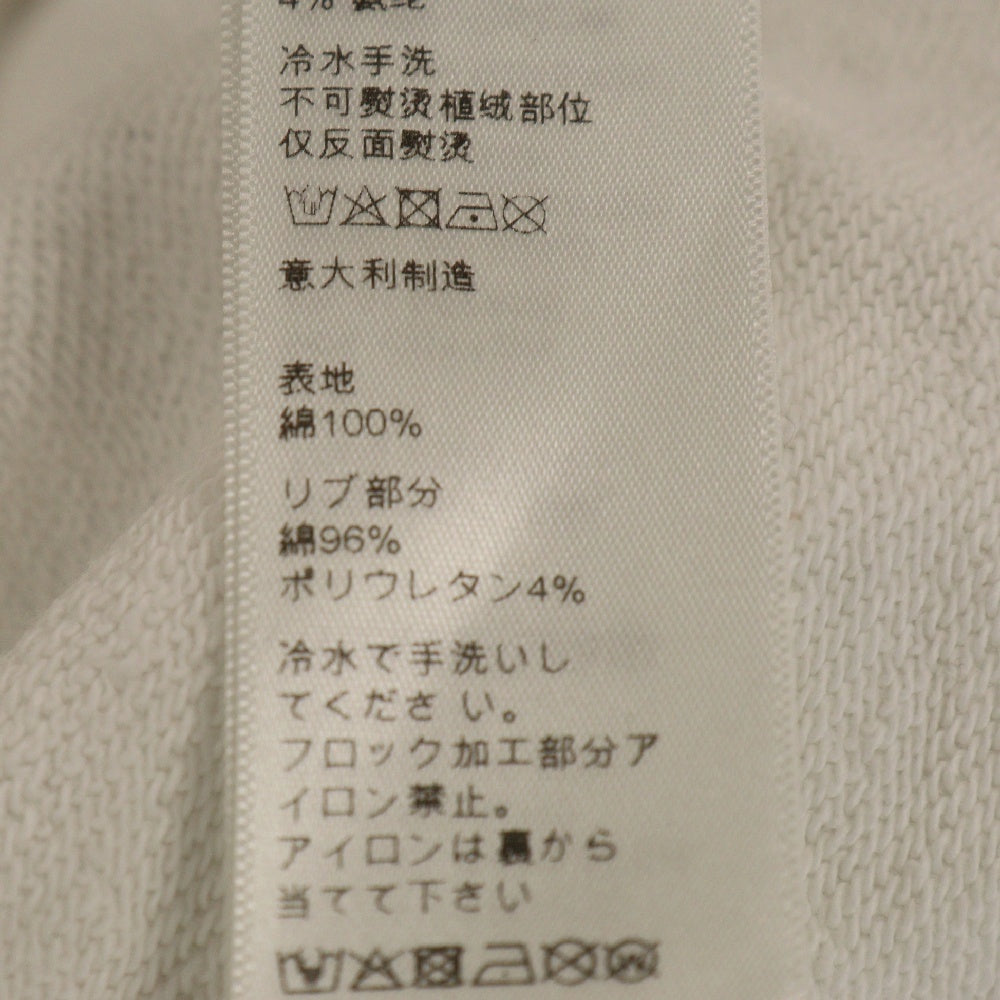 4%
冷水手洗
不可熨烫植绒部位
仅反面熨烫
意大利制造
表地
綿100%
リブ部分
綿96%
ポリウレタン4%
冷水で手洗いし
てくださ い。
フロック加工部分ア
イロン禁止。
アイロンは裏から
当てて下さい